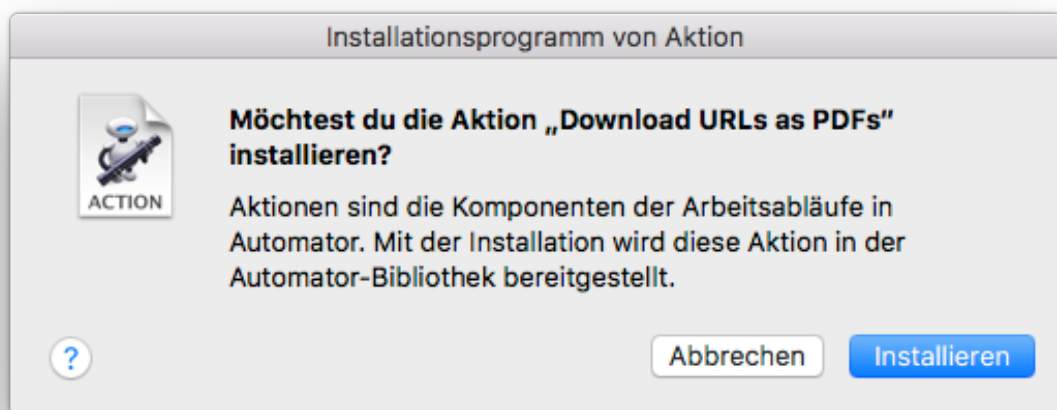 Installationsprogramm von Aktion
Möchtest du die Aktion „Download URLs as PDFs"
installieren?
ACTION
Aktionen sind die Komponenten der Arbeitsabläufe in
Automator. Mit der Installation wird diese Aktion in der
Automator-Bibliothek bereitgestellt.
?
Abbrechen
Installieren